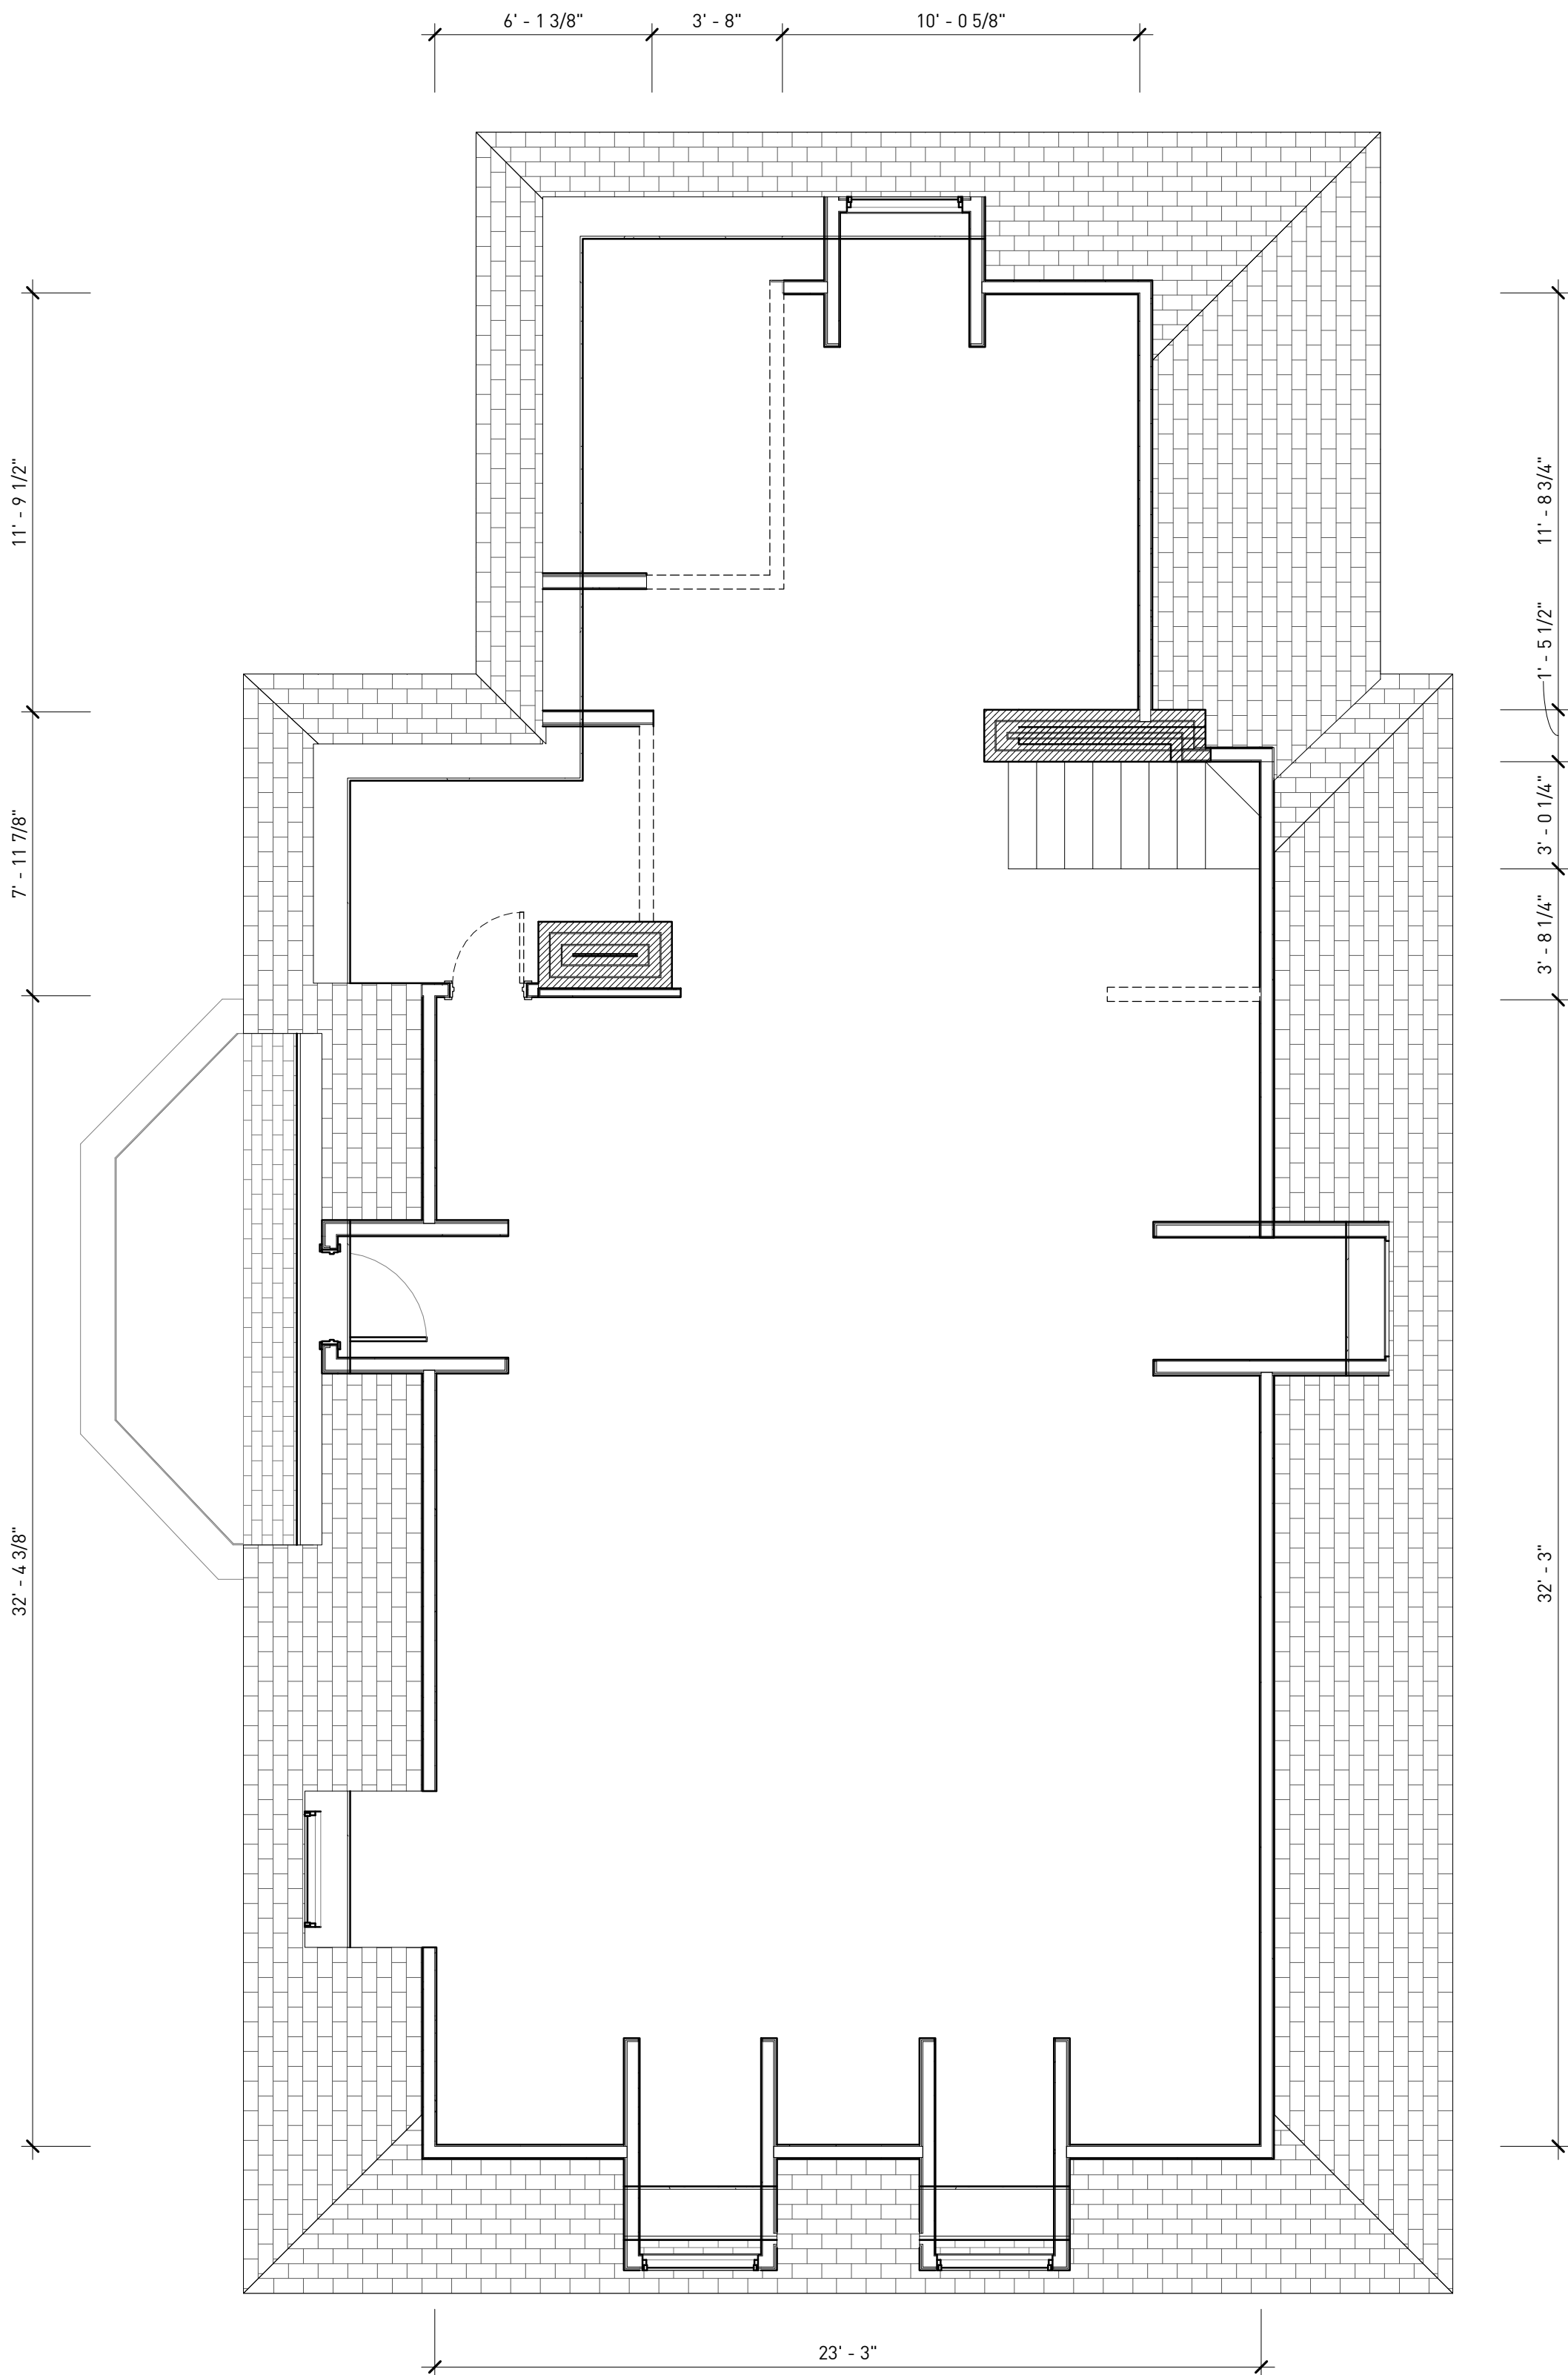 6' - 1 3/8"
3' - 8"
10' - 0 5/8"
11' - 9 1/2"
11' - 8 3/4"
1' - 5 1/2"
7' - 11 7/8"
3' - 0 1/4"
3' - 8 1/4"
32' - 4 3/8"
32' - 3"
23' - 3"